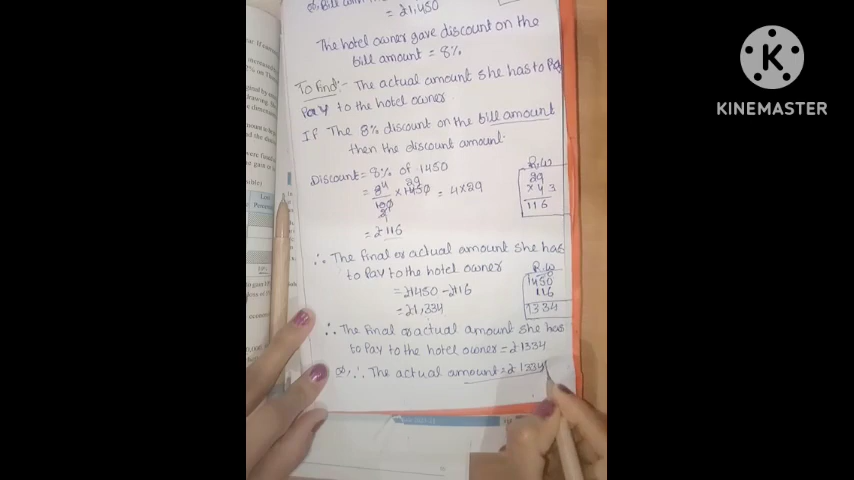 Bill
= ₹1,450
The hotel owner gave discount on the
bill amount = 8%
To find:- The actual amount she has to Pay
Pay to the hotel owner
If The 8% discount on the bill amount
then the discount amount.
Discount = 8% of 1450
= 8/100 × 1450 = 4×29
= ₹116
R.W
29
×4 3
116
∴ The final or actual amount she has
to Pay to the hotel owner
= ₹1450 - ₹116
= ₹1,334
R.W
1450
116
1334
∴ The final or actual amount she has
to Pay to the hotel owner = ₹1334
∴ The actual amount = ₹1334
KINEMASTER